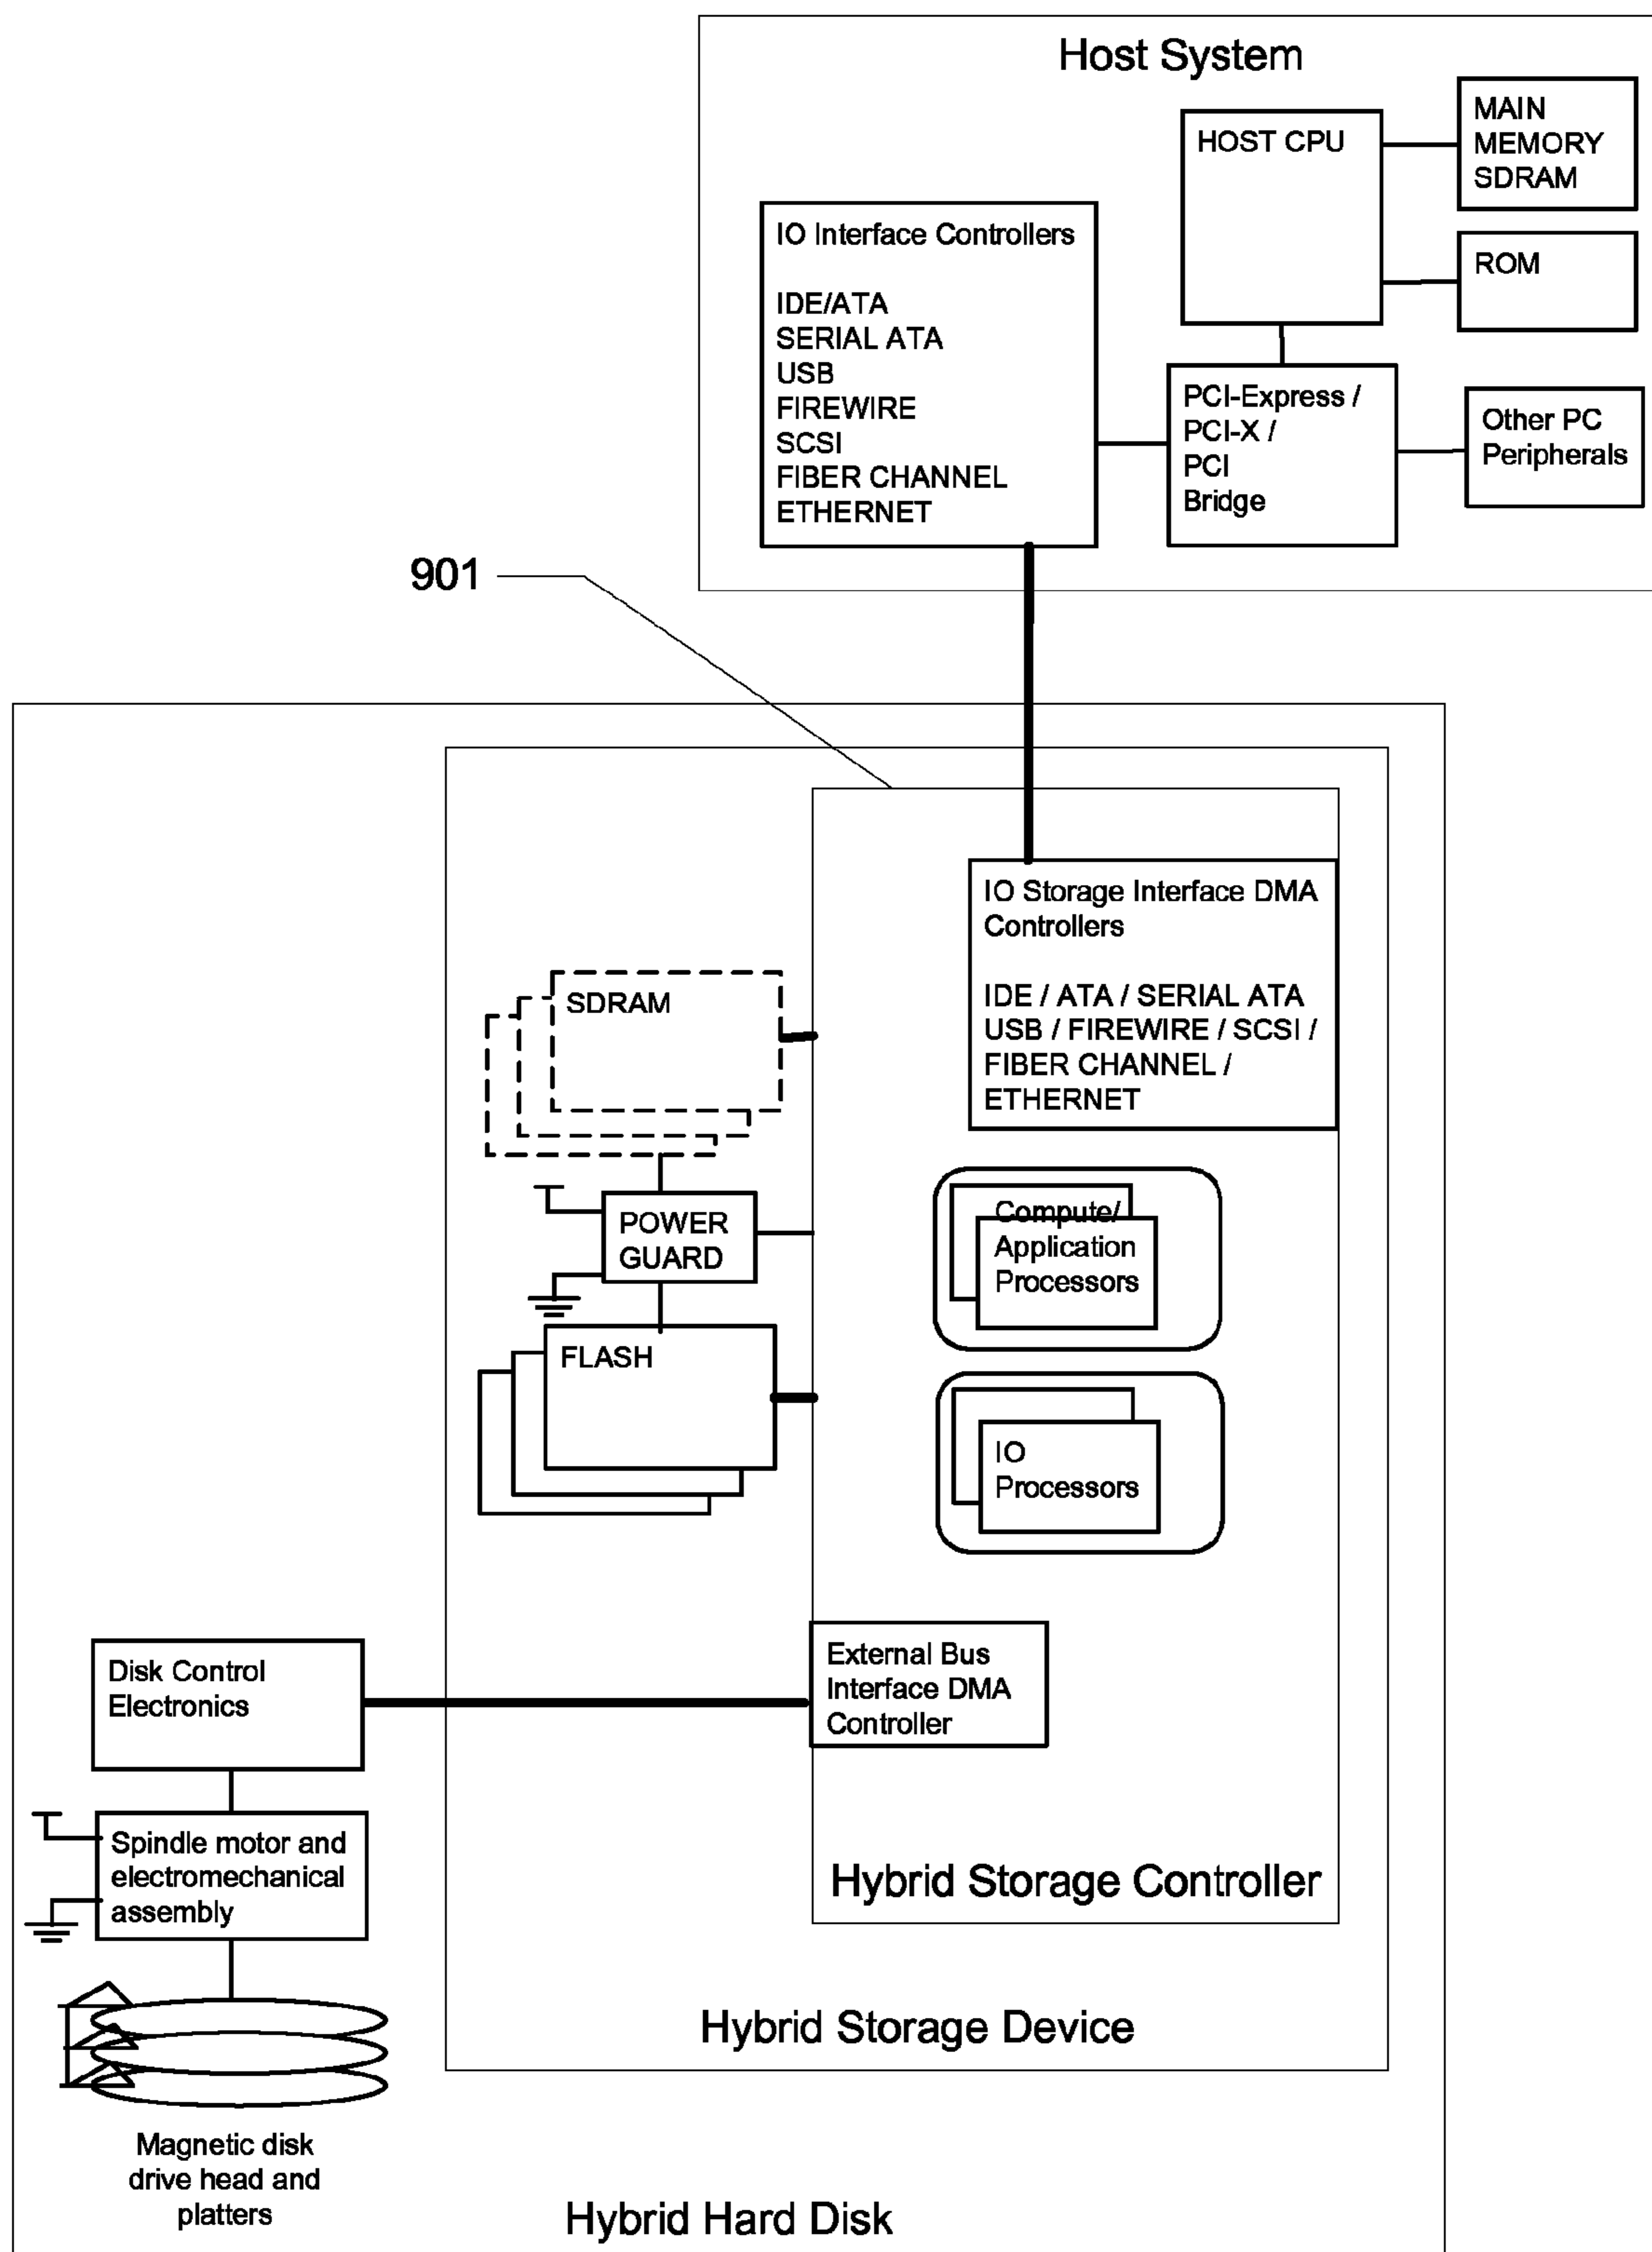 Host System
HOST CPU
MAIN
MEMORY
SDRAM
ROM
IO Interface Controllers
IDE/ATA
SERIAL ATA
USB
FIREWIRE
SCSI
FIBER CHANNEL
ETHERNET
PCI-Express /
PCI-X /
PCI
Bridge
Other PC
Peripherals
901
IO Storage Interface DMA
Controllers
IDE / ATA / SERIAL ATA
USB / FIREWIRE / SCSI /
FIBER CHANNEL /
ETHERNET
SDRAM
POWER
GUARD
FLASH
Compute/
Application
Processors
IO
Processors
External Bus
Interface DMA
Controller
Disk Control
Electronics
Spindle motor and
electromechanical
assembly
Hybrid Storage Controller
Hybrid Storage Device
Magnetic disk
drive head and
platters
Hybrid Hard Disk